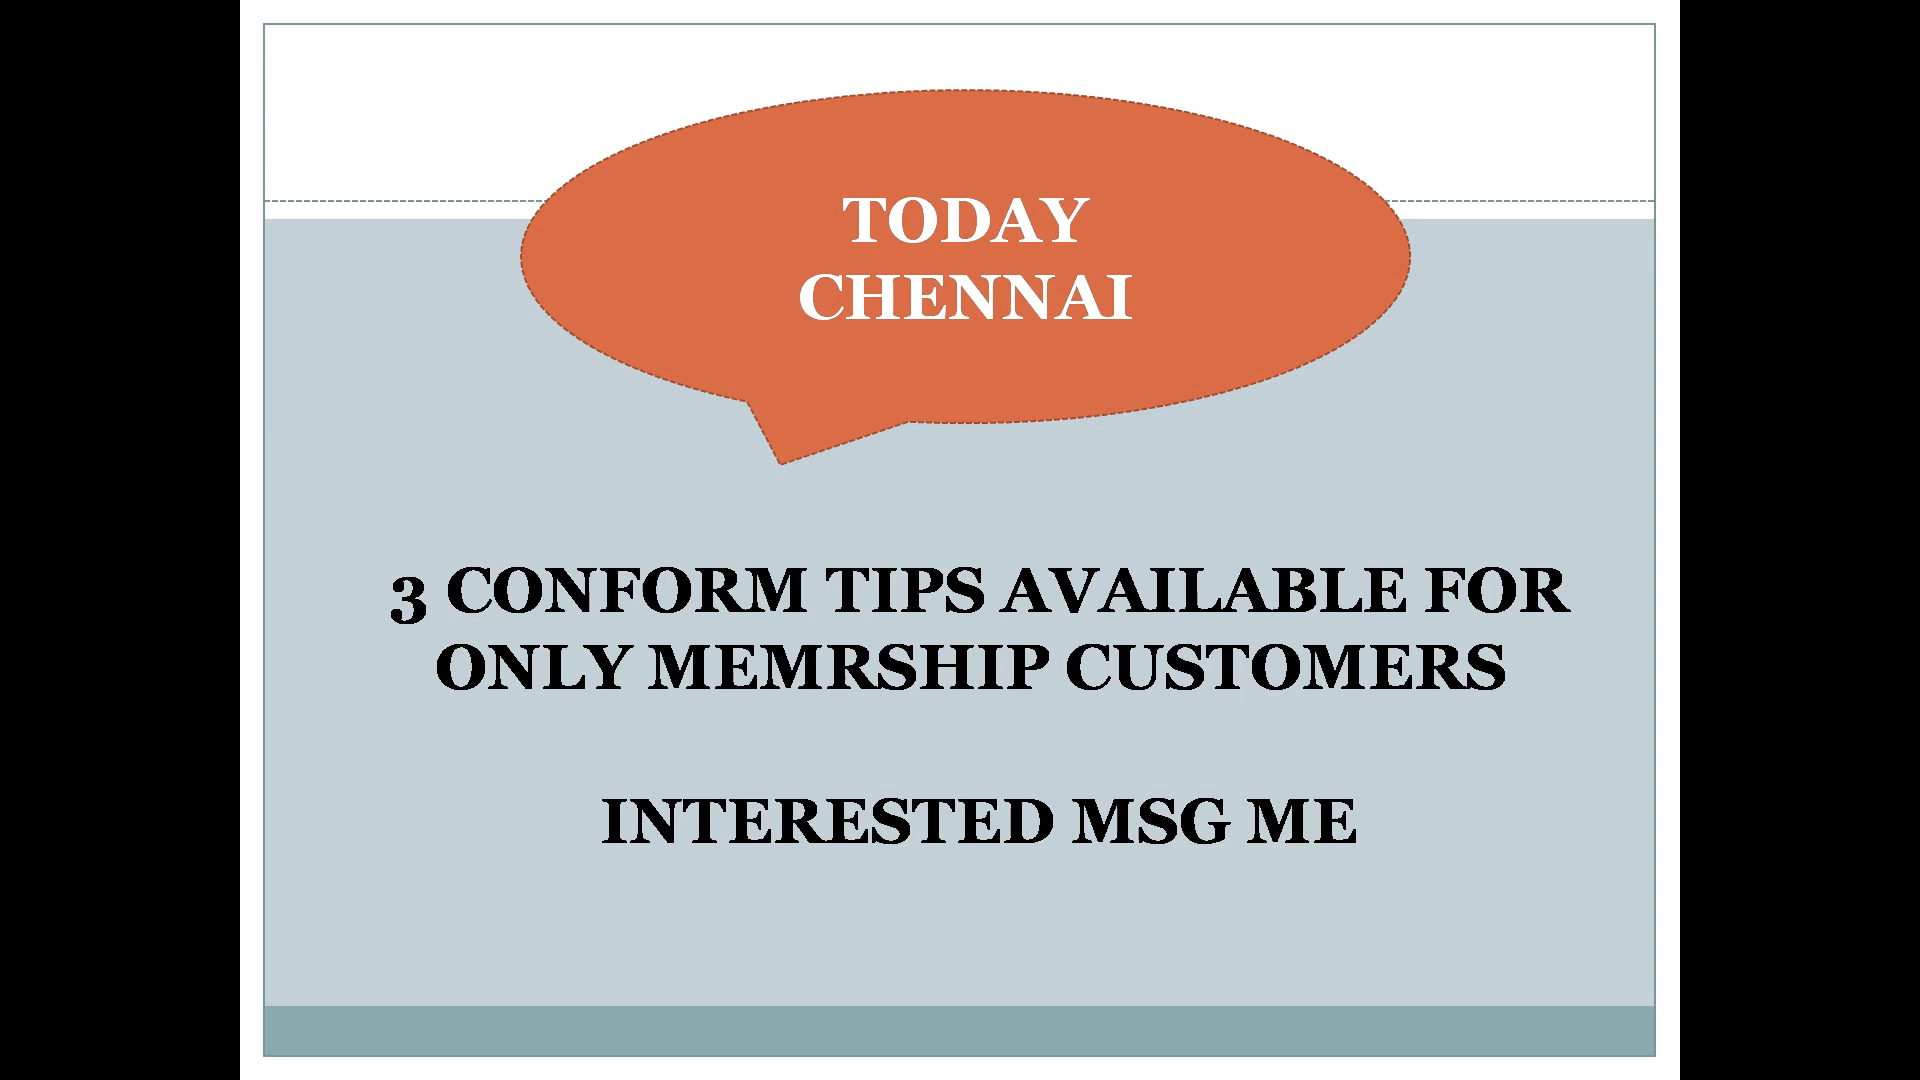 TODAY
CHENNAI
3 CONFORM TIPS AVAILABLE FOR
ONLY MEMRSHIP CUSTOMERS
INTERESTED MSG ME